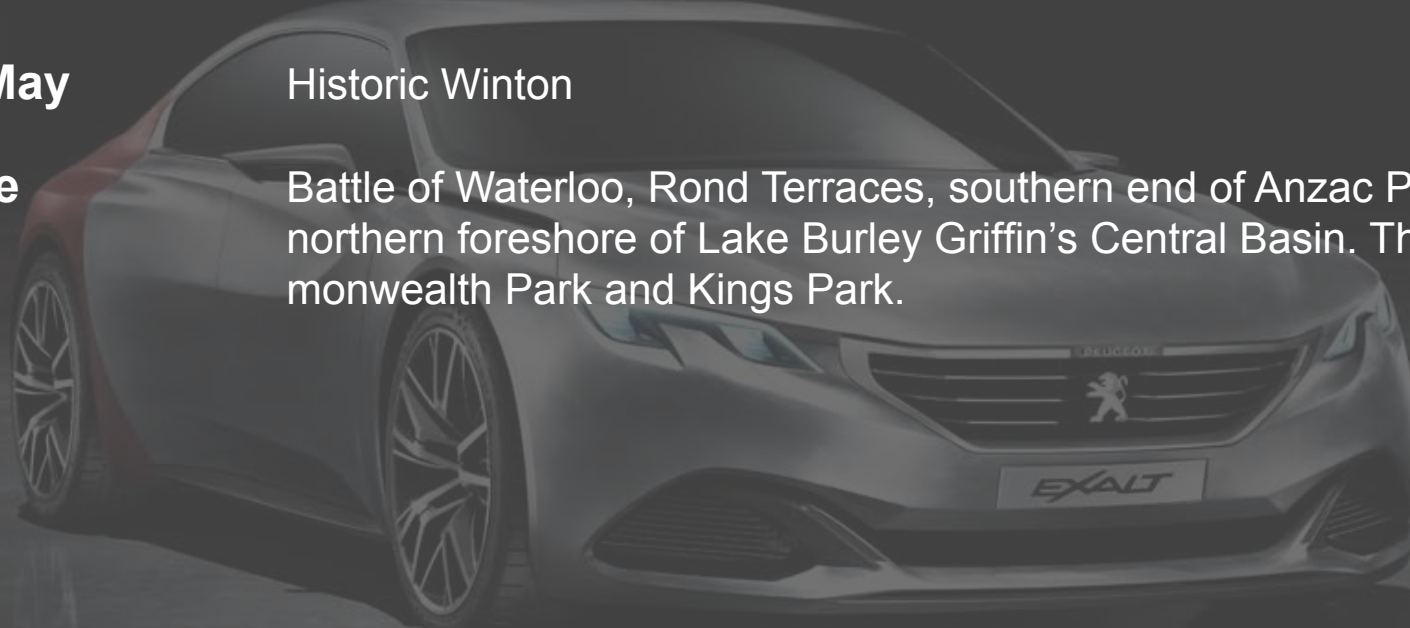 May Historic Winton
Battle of Waterloo, Rond Terraces, southern end of Anzac
northern foreshore of Lake Burley Griffin’s Central Basin.
monwealth Park and Kings Park.
PEUGEOT
EXALT